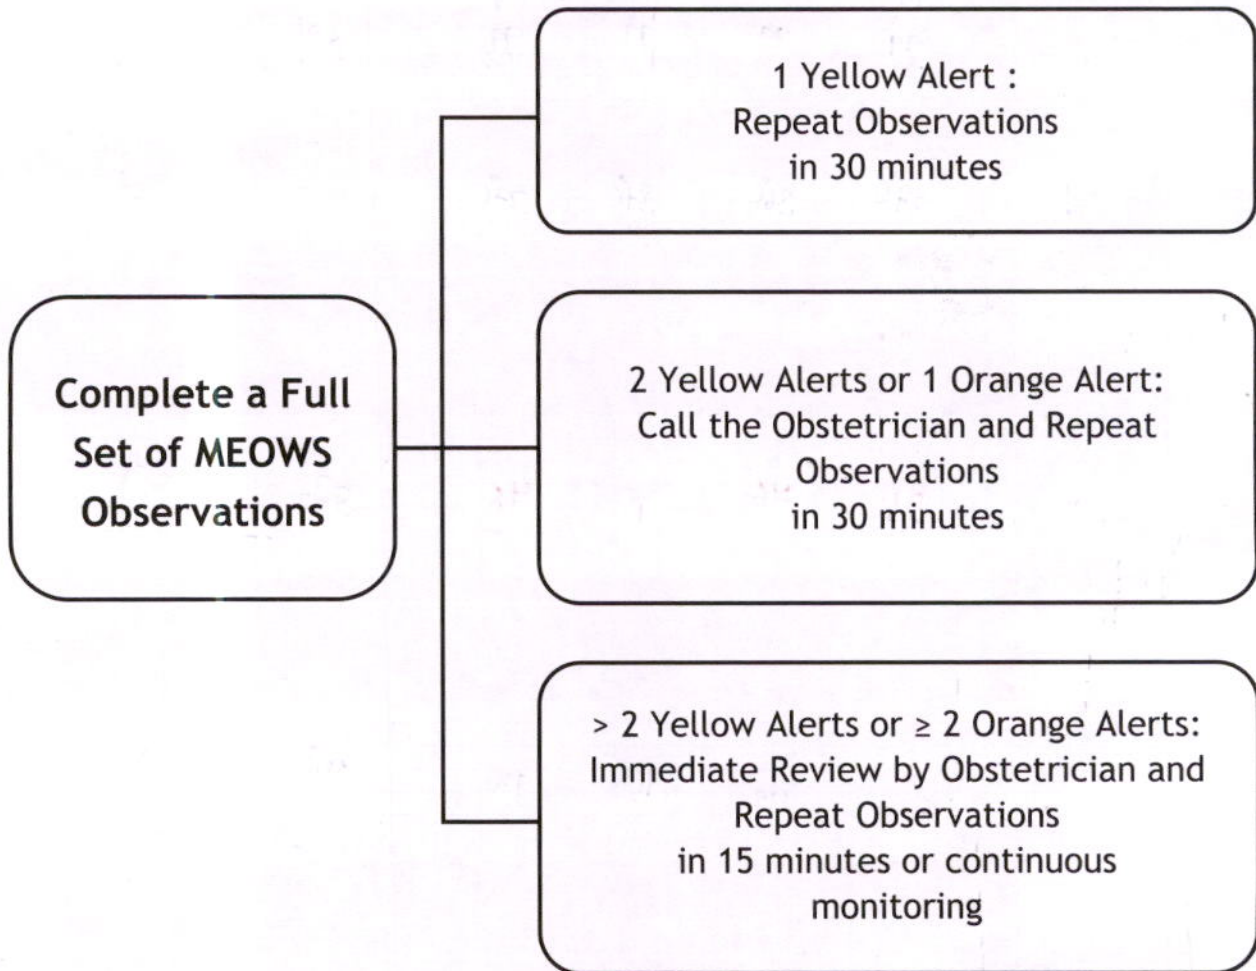 1 Yellow Alert :
Repeat Observations
in 30 minutes
Complete a Full
Set of MEOWS
Observations
2 Yellow Alerts or 1 Orange Alert:
Call the Obstetrician and Repeat
Observations
in 30 minutes
> 2 Yellow Alerts or ≥ 2 Orange Alerts:
Immediate Review by Obstetrician and
Repeat Observations
in 15 minutes or continuous
monitoring